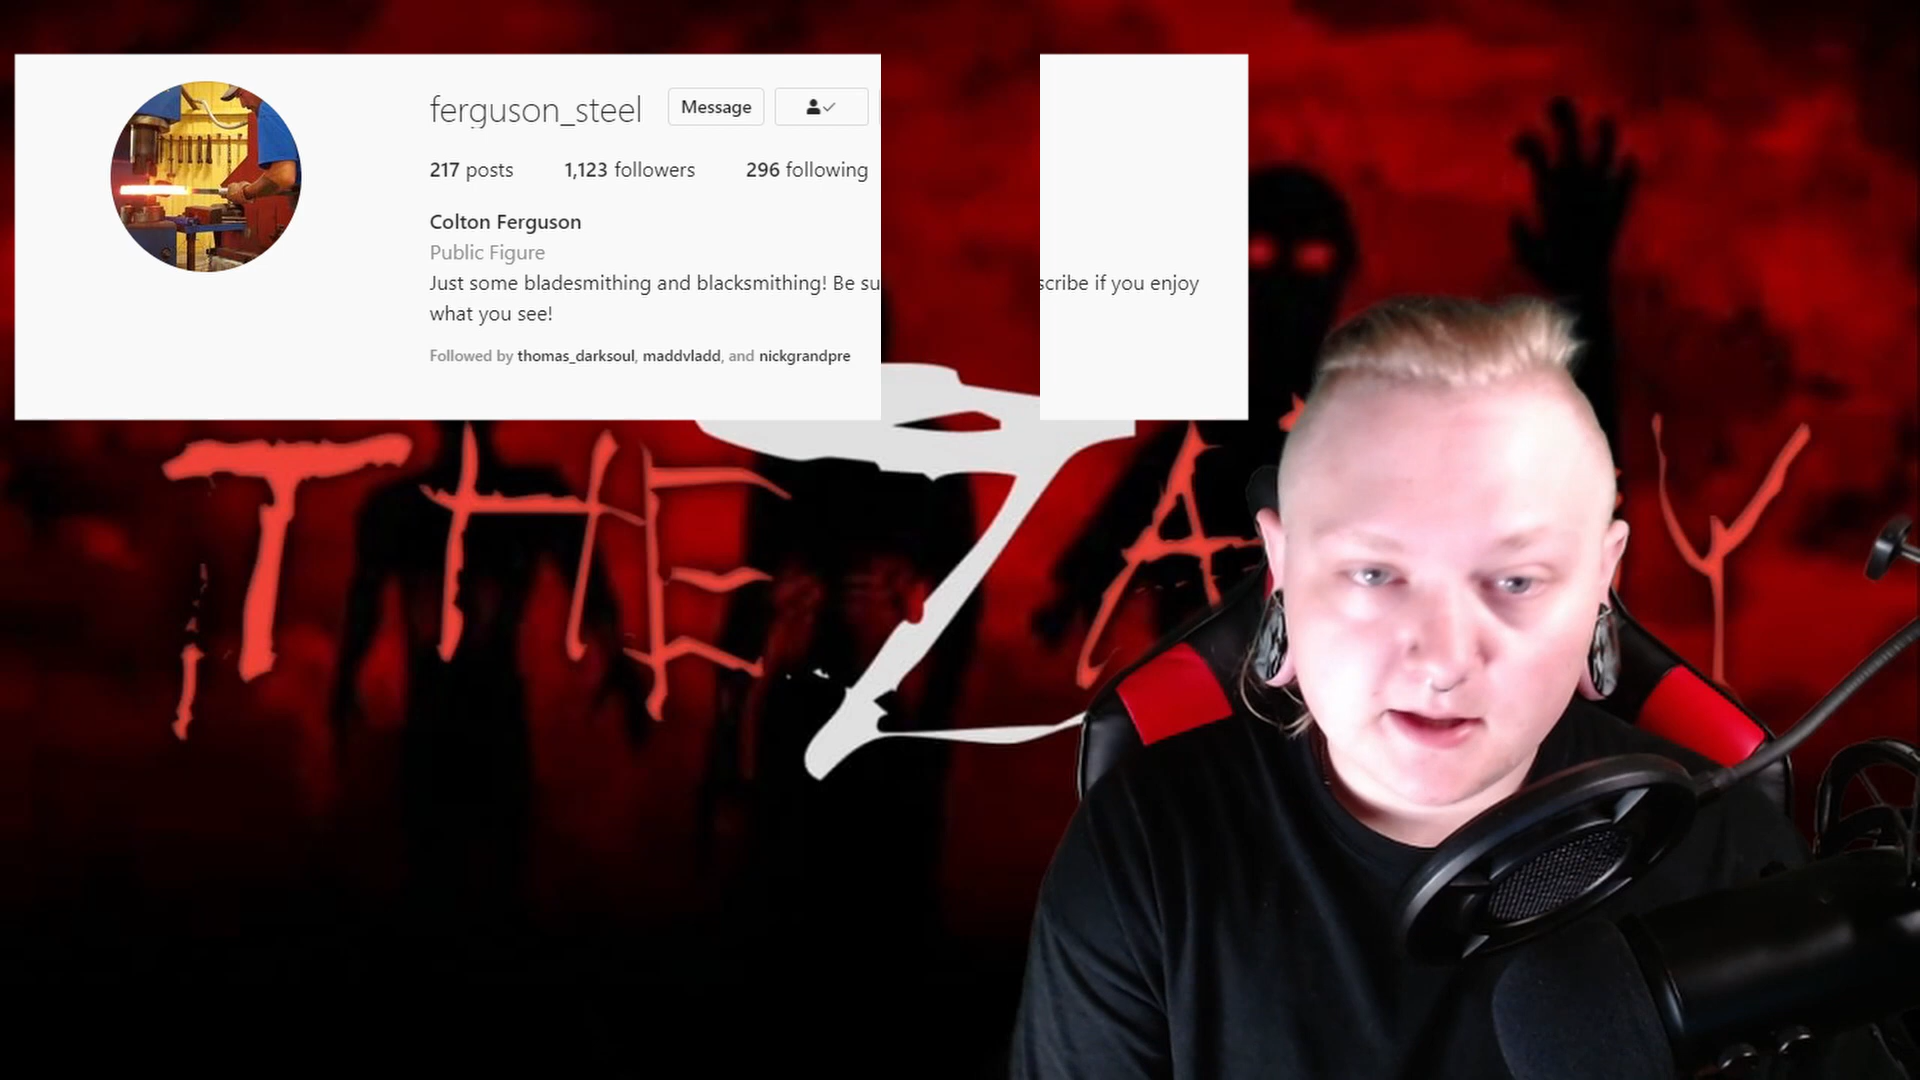 ferguson_steel Message
217 posts 1,123 followers 296 following
Colton Ferguson
Public Figure
Just some bladesmithing and blacksmithing! Be su scribe if you enjoy
what you see!
Followed by thomas_darksoul, maddvladd, and nickgrandpre
THE Z A Y